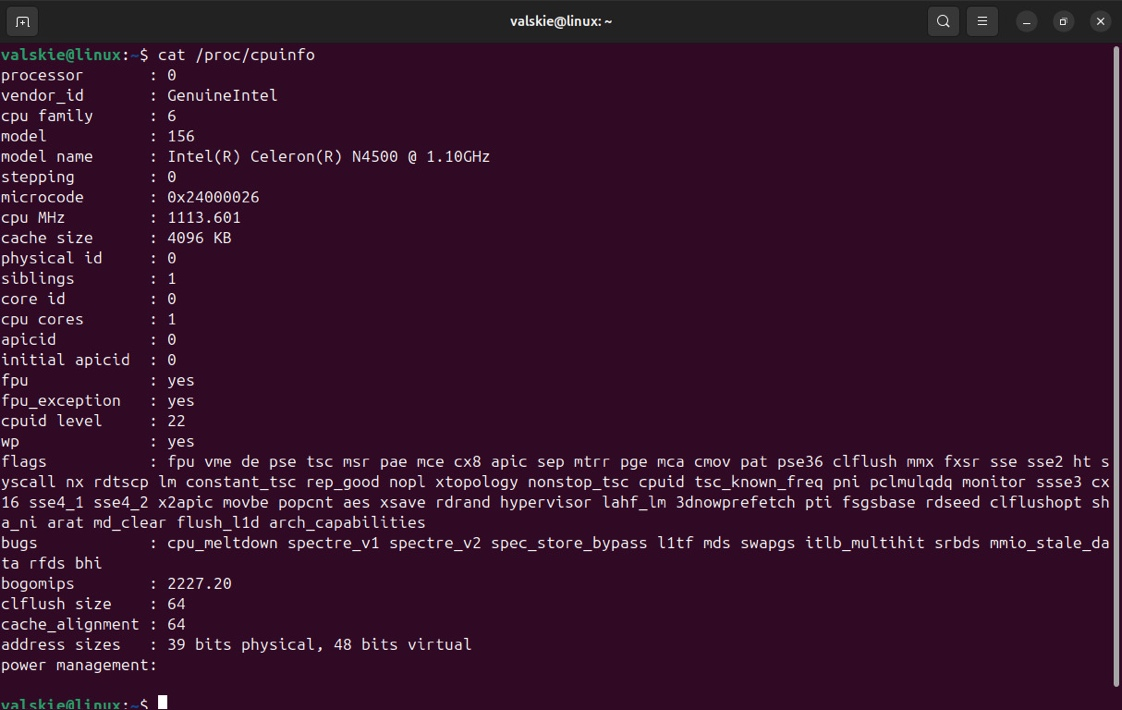 valskie@linux: ~
valskie@linux:~$ cat /proc/cpuinfo
processor : 0
vendor_id : GenuineIntel
cpu family : 6
model : 156
model name : Intel(R) Celeron(R) N4500 @ 1.10GHz
stepping : 0
microcode : 0x24000026
cpu MHz : 1113.601
cache size : 4096 KB
physical id : 0
siblings : 1
core id : 0
cpu cores : 1
apicid : 0
initial apicid : 0
fpu : yes
fpu_exception : yes
cpuid level : 22
wp : yes
flags : fpu vme de pse tsc msr pae mce cx8 apic sep mtrr pge mca cmov pat pse36 clflush mmx fxsr sse sse2 ht s
yscall nx rdtscp lm constant_tsc rep_good nopl xtopology nonstop_tsc cpuid tsc_known_freq pni pclmulqdq monitor ssse3 cx
16 sse4_1 sse4_2 x2apic movbe popcnt aes xsave rdrand hypervisor lahf_lm 3dnowprefetch pti fsgsbase rdseed clflushopt sh
a_ni arat md_clear flush_l1d arch_capabilities
bugs : cpu_meltdown spectre_v1 spectre_v2 spec_store_bypass l1tf mds swapgs itlb_multihit srbds mmio_stale_da
ta rfds bhi
bogomips : 2227.20
clflush size : 64
cache_alignment : 64
address sizes : 39 bits physical, 48 bits virtual
power management:
valskie@linux:~$